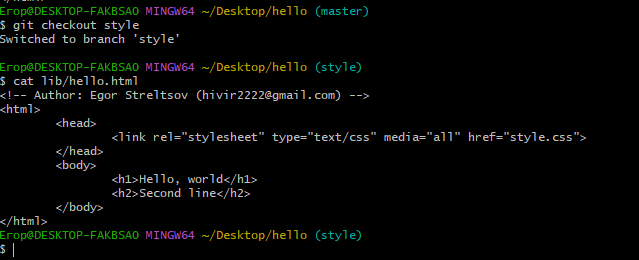 Егор@DESKTOP-FAKBSAO MINGW64 ~/Desktop/hello (master)
$ git checkout style
Switched to branch 'style'
Егор@DESKTOP-FAKBSAO MINGW64 ~/Desktop/hello (style)
$ cat lib/hello.html
<!-- Author: Egor Streltsov (hivir2222@gmail.com) -->
<html>
<head>
<link rel="stylesheet" type="text/css" media="all" href="style.css">
</head>
<body>
<h1>Hello, world</h1>
<h2>Second line</h2>
</body>
</html>
Егор@DESKTOP-FAKBSAO MINGW64 ~/Desktop/hello (style)
$